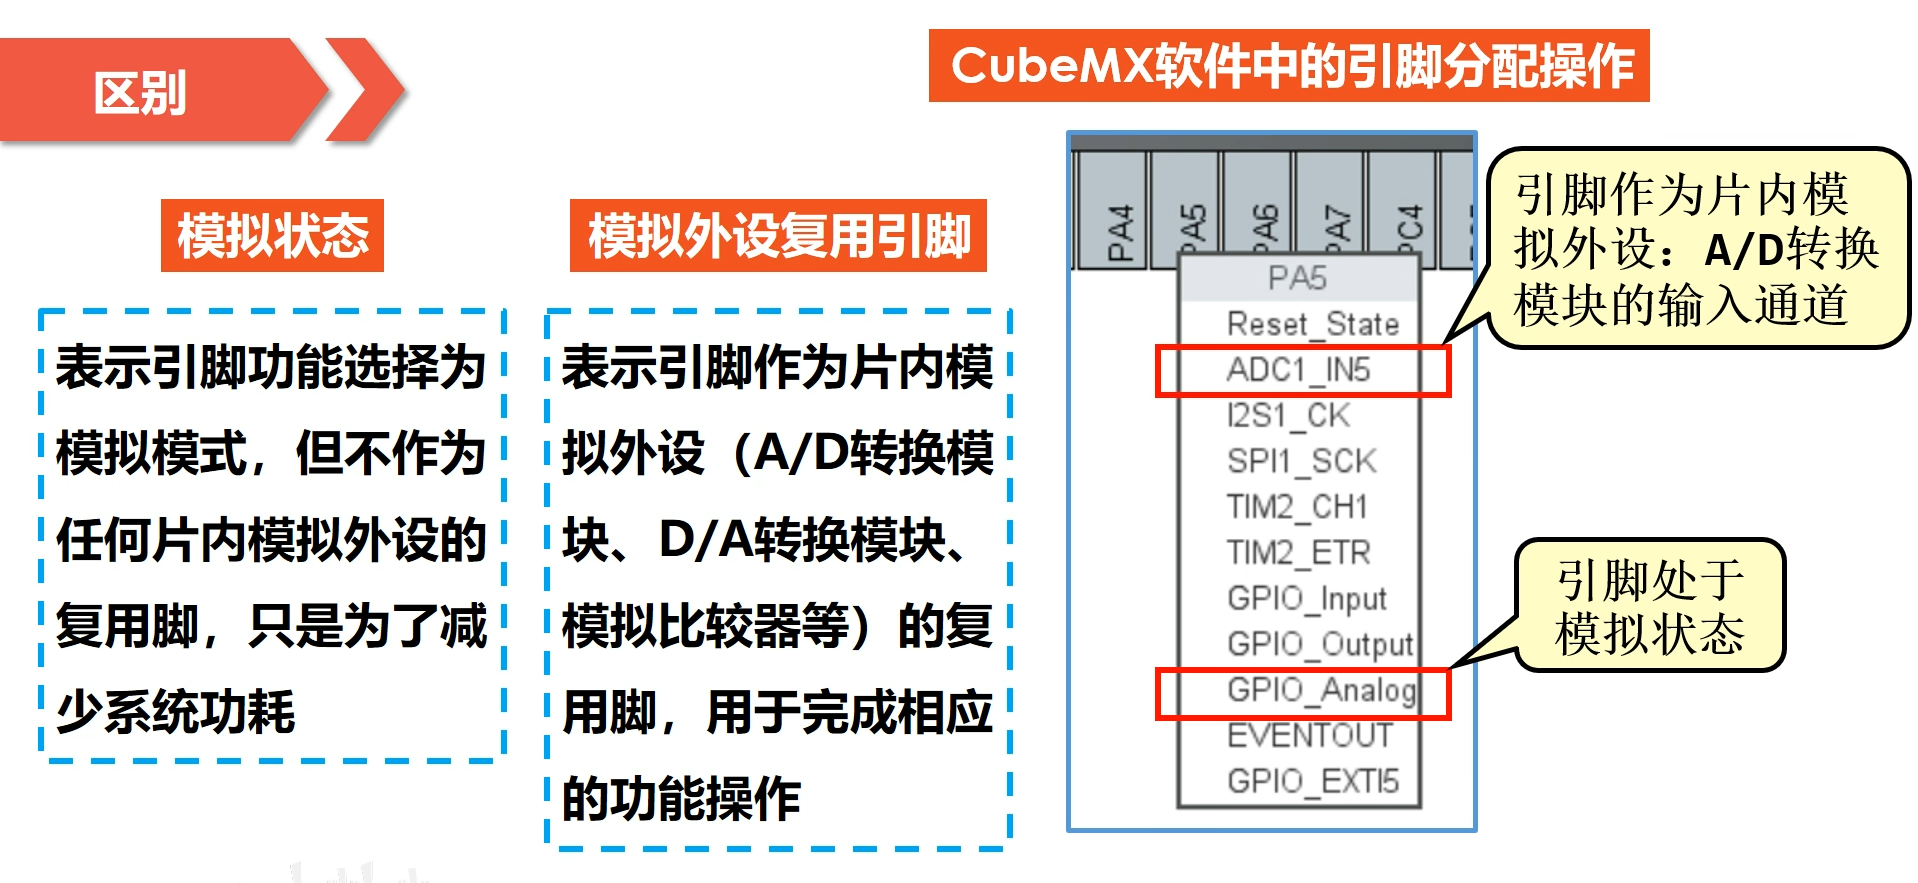 区别
CubeMX软件中的引脚分配操作
模拟状态
表示引脚功能选择为
模拟模式，但不作为
任何片内模拟外设的
复用脚，只是为了减
少系统功耗
模拟外设复用引脚
表示引脚作为片内模
拟外设（A/D转换模
块、D/A转换模块、
模拟比较器等）的复
用脚，用于完成相应
的功能操作
PA4
PA5
PA6
PA7
PC4
PA5
Reset_State
ADC1_IN5
I2S1_CK
SPI1_SCK
TIM2_CH1
TIM2_ETR
GPIO_Input
GPIO_Output
GPIO_Analog
EVENTOUT
GPIO_EXTI5
引脚作为片内模
拟外设：A/D转换
模块的输入通道
引脚处于
模拟状态